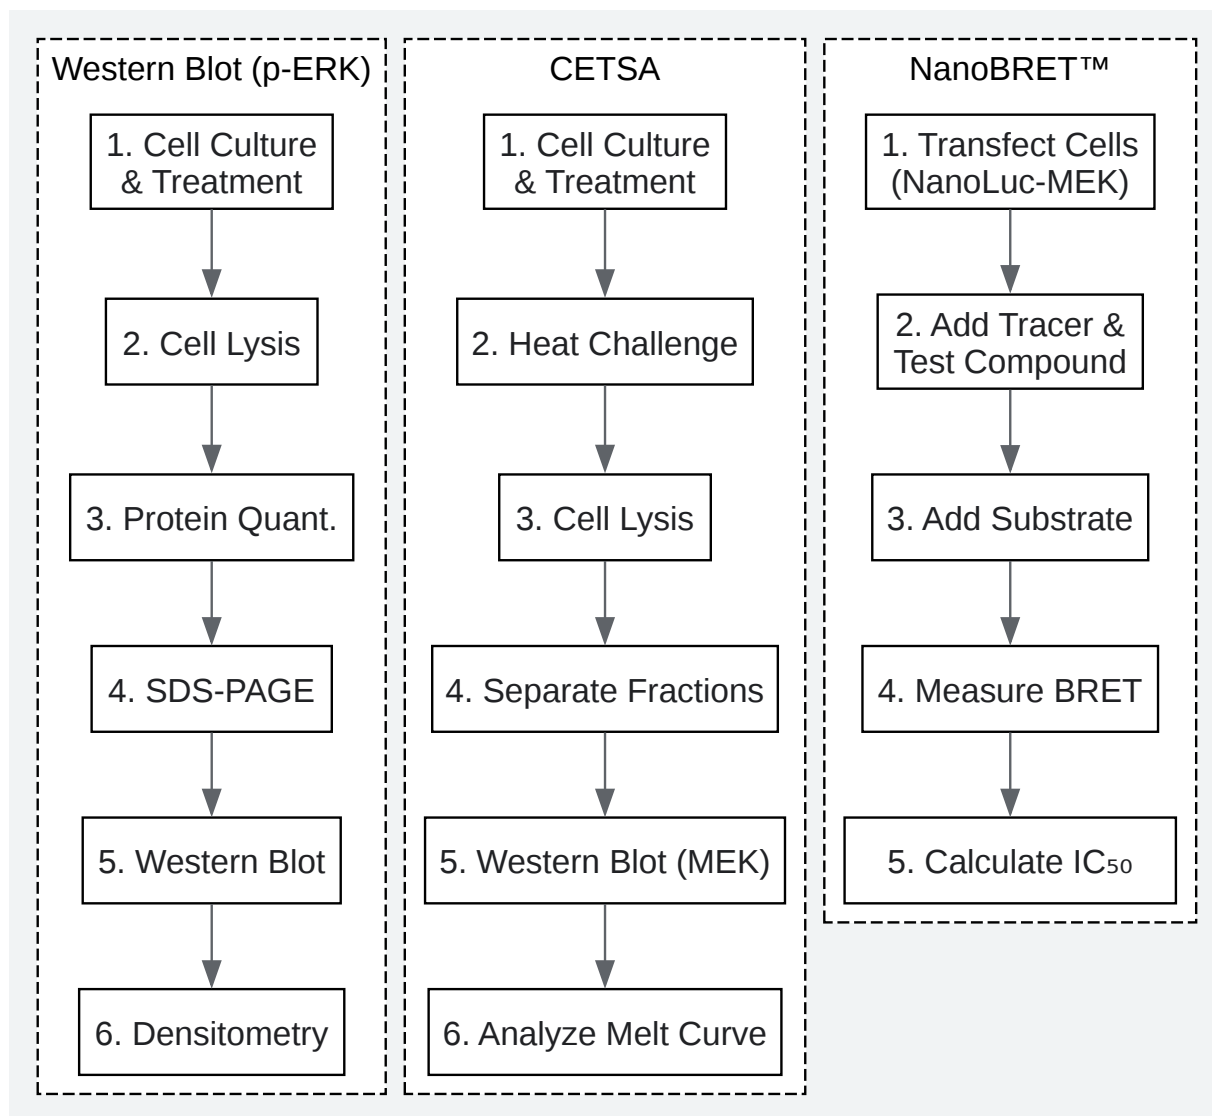 Western Blot (p-ERK)
1. Cell Culture
& Treatment
2. Cell Lysis
3. Protein Quant.
4. SDS-PAGE
5. Western Blot
6. Densitometry
CETSA
1. Cell Culture
& Treatment
2. Heat Challenge
3. Cell Lysis
4. Separate Fractions
5. Western Blot (MEK)
6. Analyze Melt Curve
NanoBRET™
1. Transfect Cells
(NanoLuc-MEK)
2. Add Tracer &
Test Compound
3. Add Substrate
4. Measure BRET
5. Calculate IC₅₀